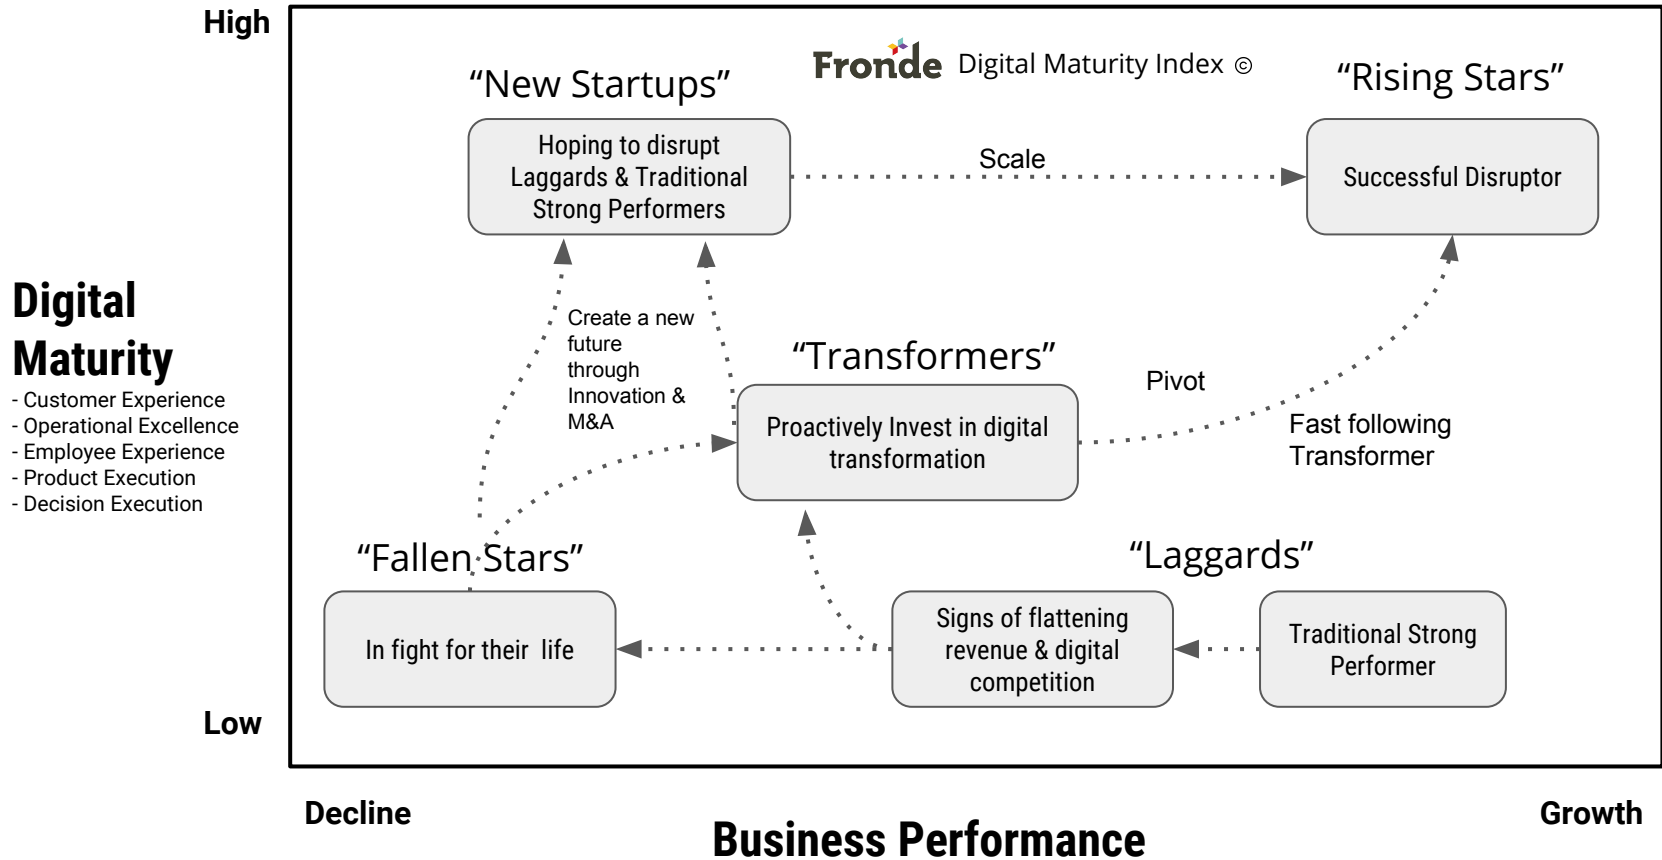 High
Fronde Digital Maturity Index ©
“New Startups”
“Rising Stars”
Hoping to disrupt
Laggards & Traditional
Strong Performers
Scale
Successful Disruptor
Digital
Maturity
- Customer Experience
- Operational Excellence
- Employee Experience
- Product Execution
- Decision Execution
Create a new
future
through
Innovation &
M&A
“Transformers”
Proactively Invest in digital
transformation
Pivot
Fast following
Transformer
“Fallen Stars”
In fight for their life
“Laggards”
Signs of flattening
revenue & digital
competition
Traditional Strong
Performer
Low
Decline
Growth
Business Performance